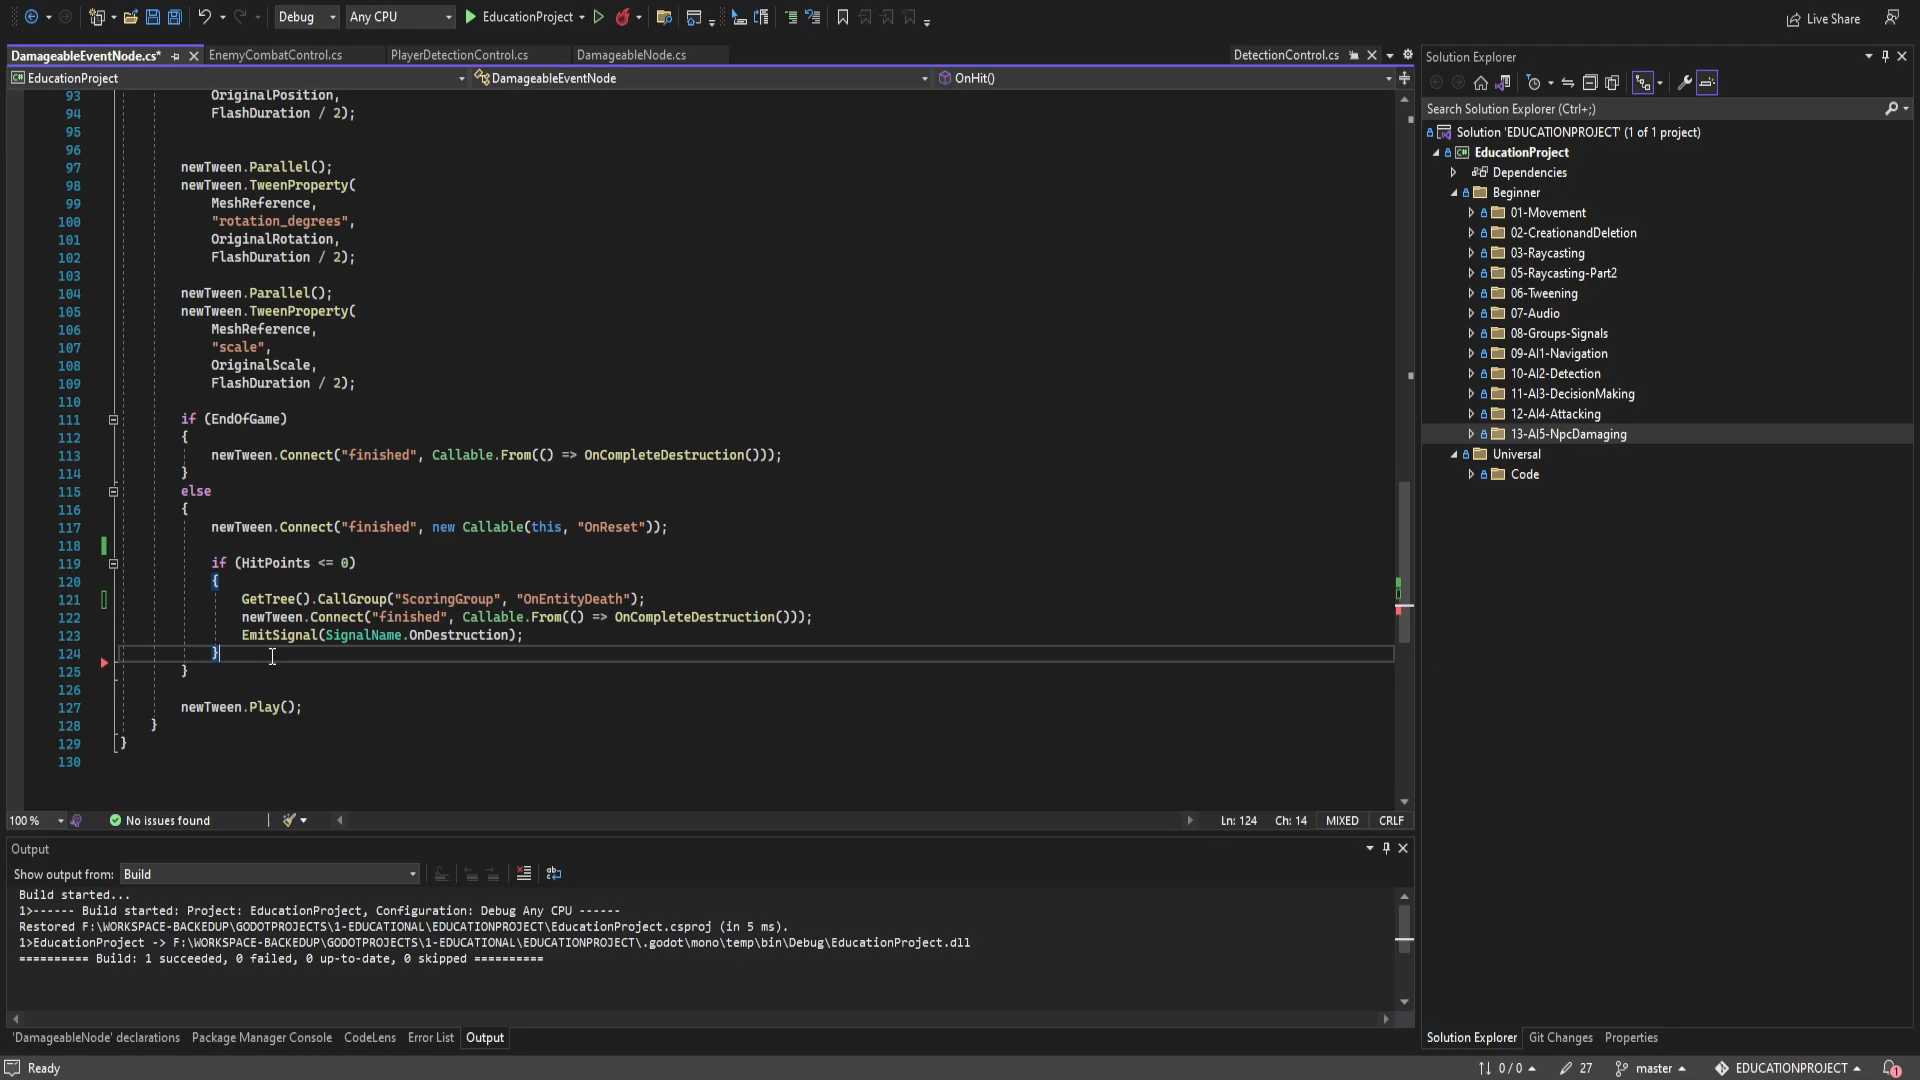 Debug
Any CPU
EducationProject
Live Share
DamageableEventNode.cs*
EnemyCombatControl.cs
PlayerDetectionControl.cs
DamageableNode.cs
DetectionControl.cs
EducationProject
DamageableEventNode
OnHit()
93 OriginalPosition,
94 FlashDuration / 2);
95
96
97 newTween.Parallel();
98 newTween.TweenProperty(
99 MeshReference,
100 "rotation_degrees",
101 OriginalRotation,
102 FlashDuration / 2);
103
104 newTween.Parallel();
105 newTween.TweenProperty(
106 MeshReference,
107 "scale",
108 OriginalScale,
109 FlashDuration / 2);
110
111 if (EndOfGame)
112 {
113 newTween.Connect("finished", Callable.From(() => OnCompleteDestruction()));
114 }
115 else
116 {
117 newTween.Connect("finished", new Callable(this, "OnReset"));
118
119 if (HitPoints <= 0)
120 {
121 GetTree().CallGroup("ScoringGroup", "OnEntityDeath");
122 newTween.Connect("finished", Callable.From(() => OnCompleteDestruction()));
123 EmitSignal(SignalName.OnDestruction);
124 }
125 }
126
127 newTween.Play();
128 }
129 }
130
100 %
No issues found
Ln: 124
Ch: 14
MIXED
CRLF
Output
Show output from:
Build
Build started...
1>------ Build started: Project: EducationProject, Configuration: Debug Any CPU ------
Restored F:\WORKSPACE-BACKEDUP\GODOTPROJECTS\1-EDUCATIONAL\EDUCATIONPROJECT\EducationProject.csproj (in 5 ms).
1>EducationProject -> F:\WORKSPACE-BACKEDUP\GODOTPROJECTS\1-EDUCATIONAL\EDUCATIONPROJECT\.godot\mono\temp\bin\Debug\EducationProject.dll
========== Build: 1 succeeded, 0 failed, 0 up-to-date, 0 skipped ==========
'DamageableNode' declarations
Package Manager Console
CodeLens
Error List
Output
Solution Explorer
Search Solution Explorer (Ctrl+;)
Solution 'EDUCATIONPROJECT' (1 of 1 project)
C# EducationProject
Dependencies
Beginner
01-Movement
02-CreationandDeletion
03-Raycasting
05-Raycasting-Part2
06-Tweening
07-Audio
08-Groups-Signals
09-AI1-Navigation
10-AI2-Detection
11-AI3-DecisionMaking
12-AI4-Attacking
13-AI5-NpcDamaging
Universal
Code
Solution Explorer
Git Changes
Properties
Ready
0 / 0
27
master
EDUCATIONPROJECT
1